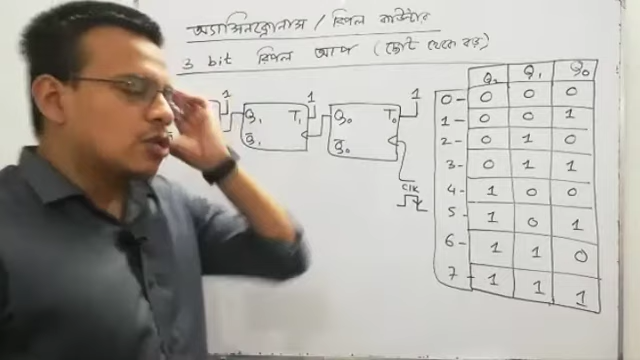 অ্যাসিনক্রোনাস / রিপল কাউন্টার
3 bit রিপল আপ (ছোট থেকে বড়)
1 1 1
Q₁ T₁ Q₀ T₀
Q̄₁ Q̄₀
CLK
Q₂ Q₁ Q₀
0 - 0 0 0
1 - 0 0 1
2 - 0 1 0
3 - 0 1 1
4 - 1 0 0
5 - 1 0 1
6 - 1 1 0
7 - 1 1 1